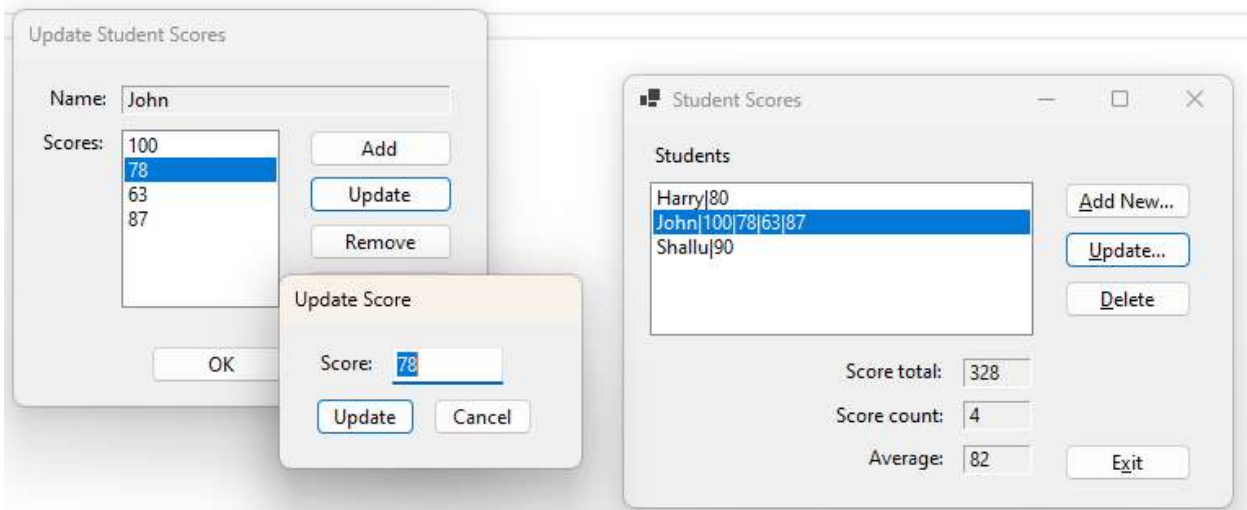 Update Student Scores
Name: John
Scores: 100
78
63
87
Add
Update
Remove
OK
Update Score
Score: 78
Update Cancel
Student Scores
Students
Harry|80
John|100|78|63|87
Shallu|90
Add New...
Update...
Delete
Score total: 328
Score count: 4
Average: 82
Exit